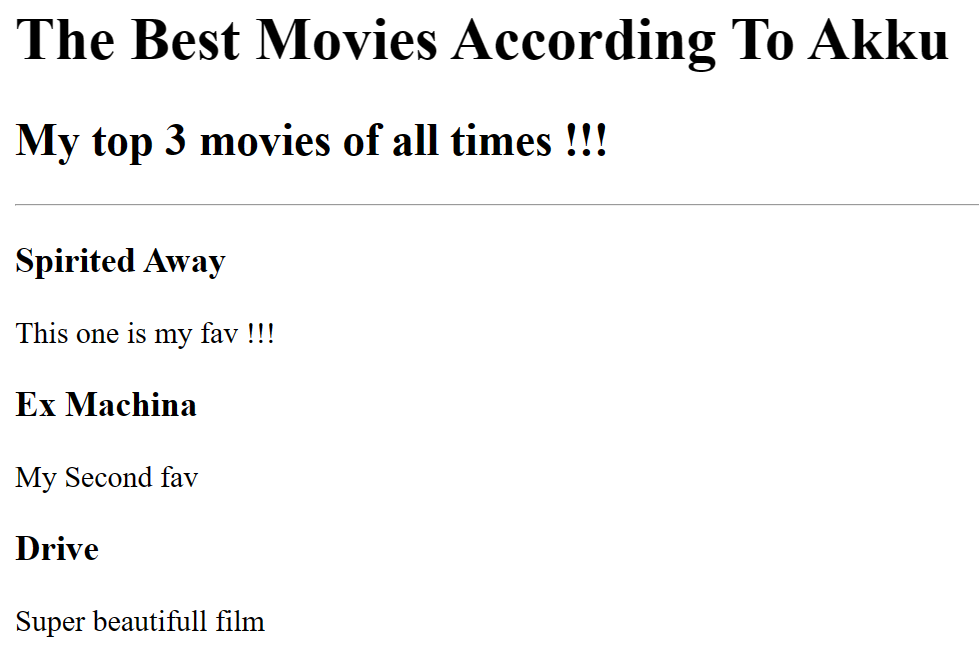 The Best Movies According To Akku
My top 3 movies of all times !!!
Spirited Away
This one is my fav !!!
Ex Machina
My Second fav
Drive
Super beautifull film